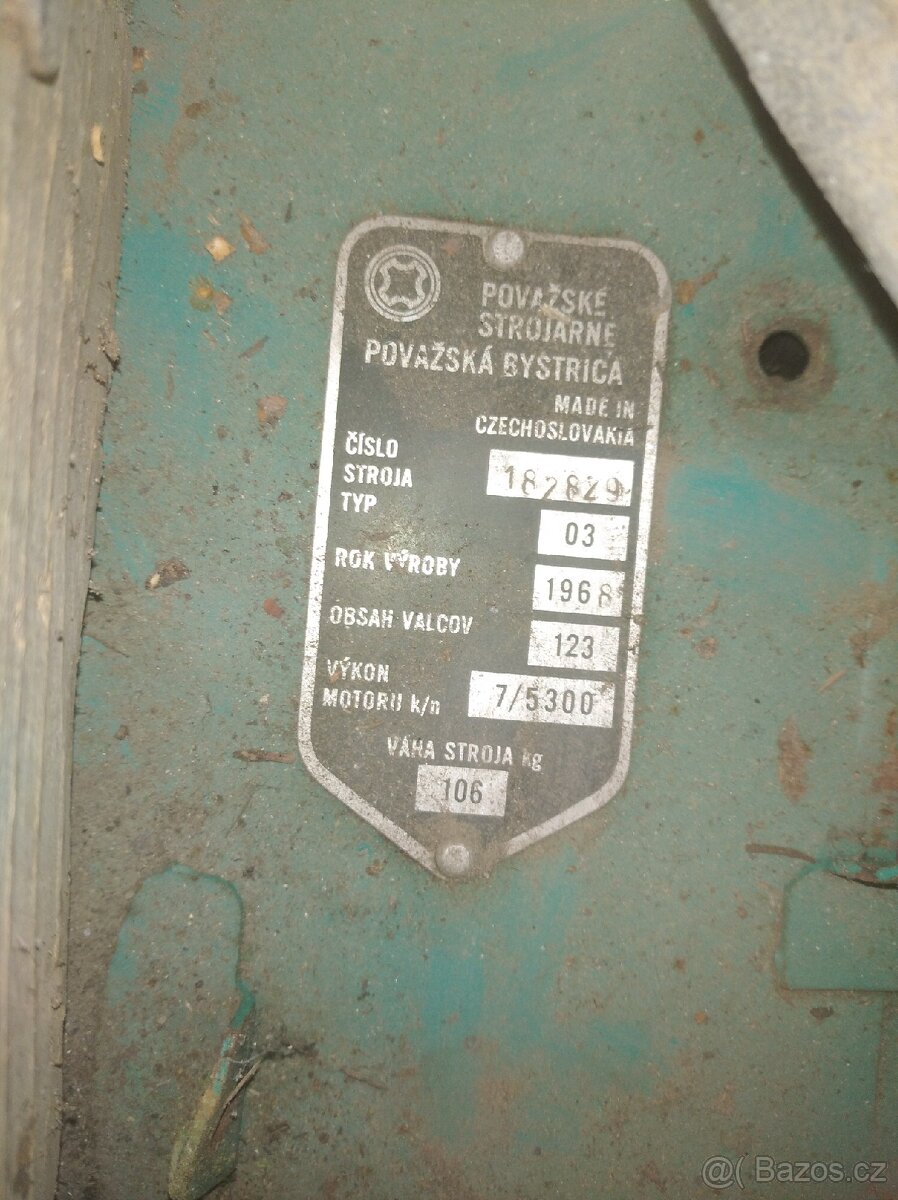 POVAŽSKÉ
STROJÁRNE
POVAŽSKÁ BYSTRICA
MADE IN
CZECHOSLOVAKIA
ČÍSLO
STROJA 182829
TYP 03
ROK VÝROBY 1968
OBSAH VALCOV 123
VÝKON
MOTORU k/n 7/5300
VÁHA STROJA kg
106
@( Bazos.cz